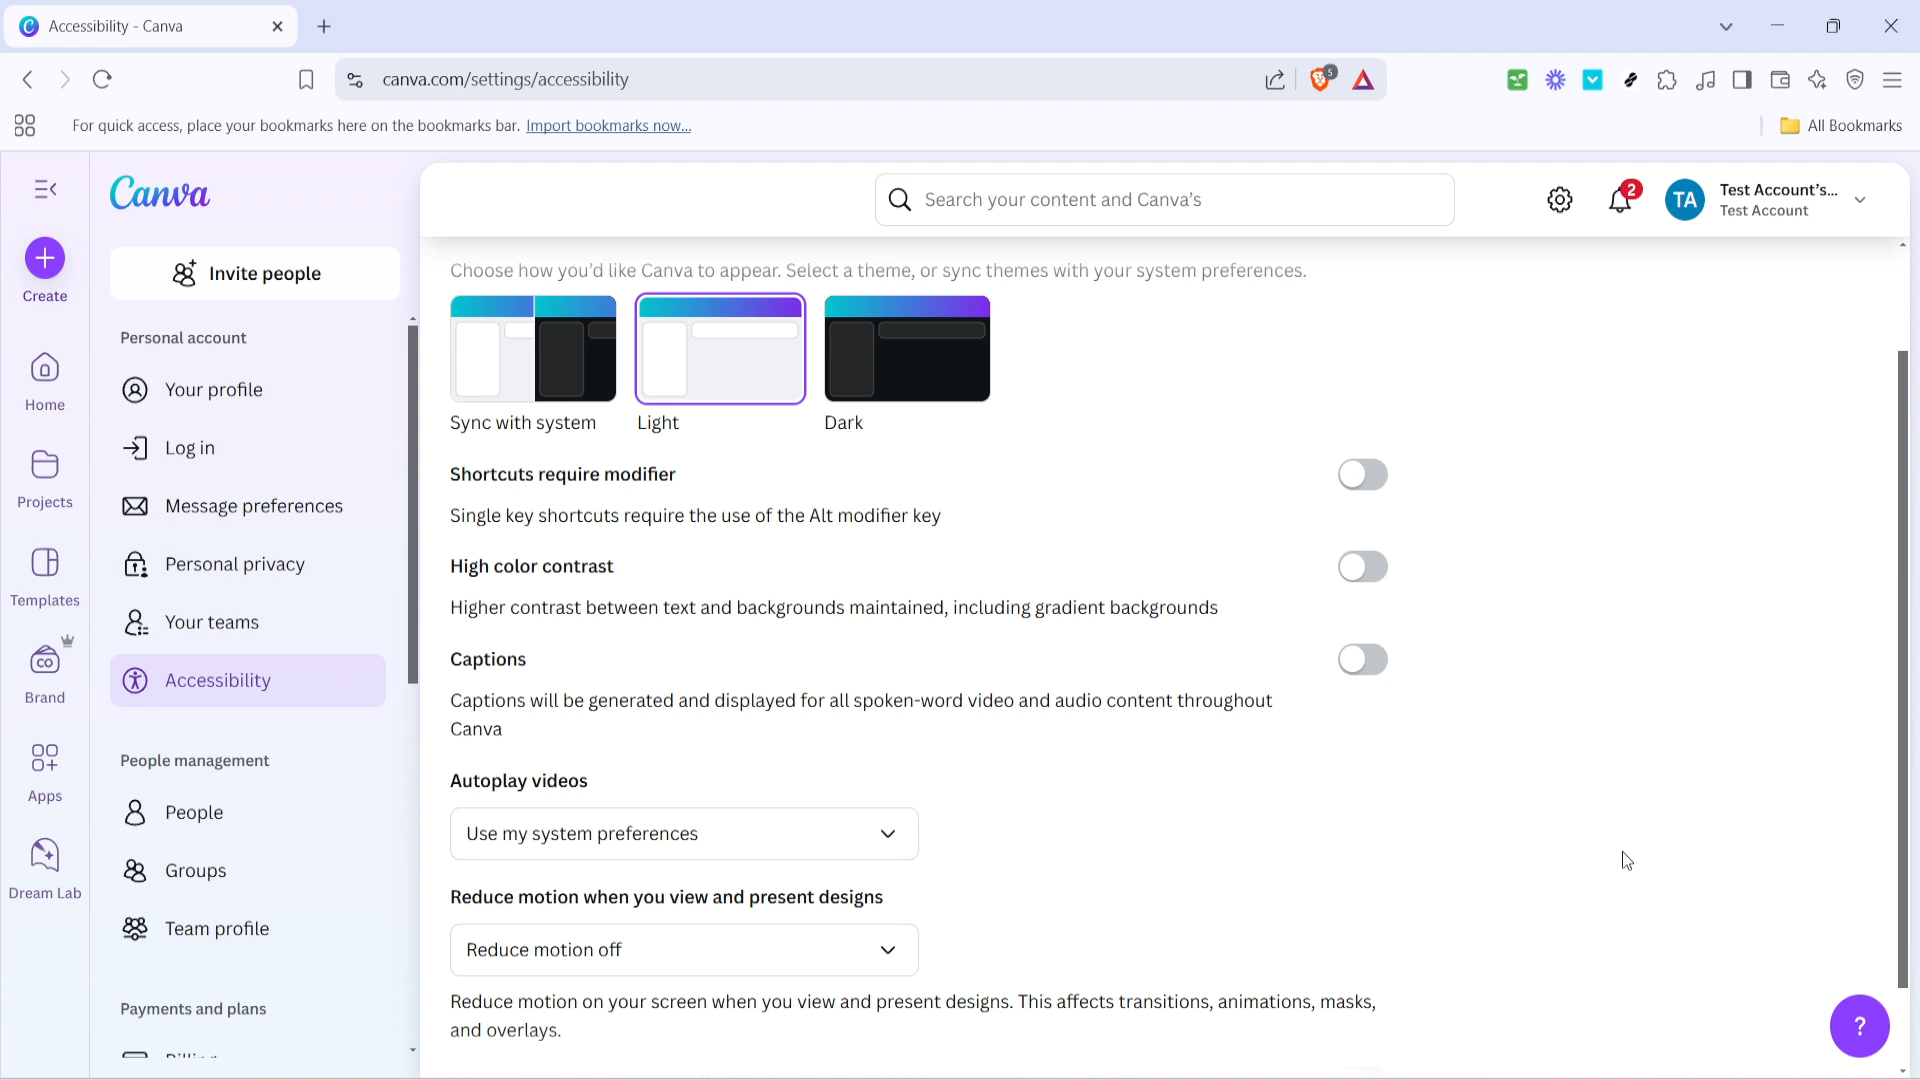 Accessibility - Canva
canva.com/settings/accessibility
5
For quick access, place your bookmarks here on the bookmarks bar. Import bookmarks now...
All Bookmarks
Canva
Search your content and Canva's
2
TA
Test Account's...
Test Account
Create
Home
Projects
Templates
CO
Brand
Apps
Dream Lab
Invite people
Personal account
Your profile
Log in
Message preferences
Personal privacy
Your teams
Accessibility
People management
People
Groups
Team profile
Payments and plans
Choose how you'd like Canva to appear. Select a theme, or sync themes with your system preferences.
Sync with system
Light
Dark
Shortcuts require modifier
Single key shortcuts require the use of the Alt modifier key
High color contrast
Higher contrast between text and backgrounds maintained, including gradient backgrounds
Captions
Captions will be generated and displayed for all spoken-word video and audio content throughout
Canva
Autoplay videos
Use my system preferences
Reduce motion when you view and present designs
Reduce motion off
Reduce motion on your screen when you view and present designs. This affects transitions, animations, masks,
and overlays.
?